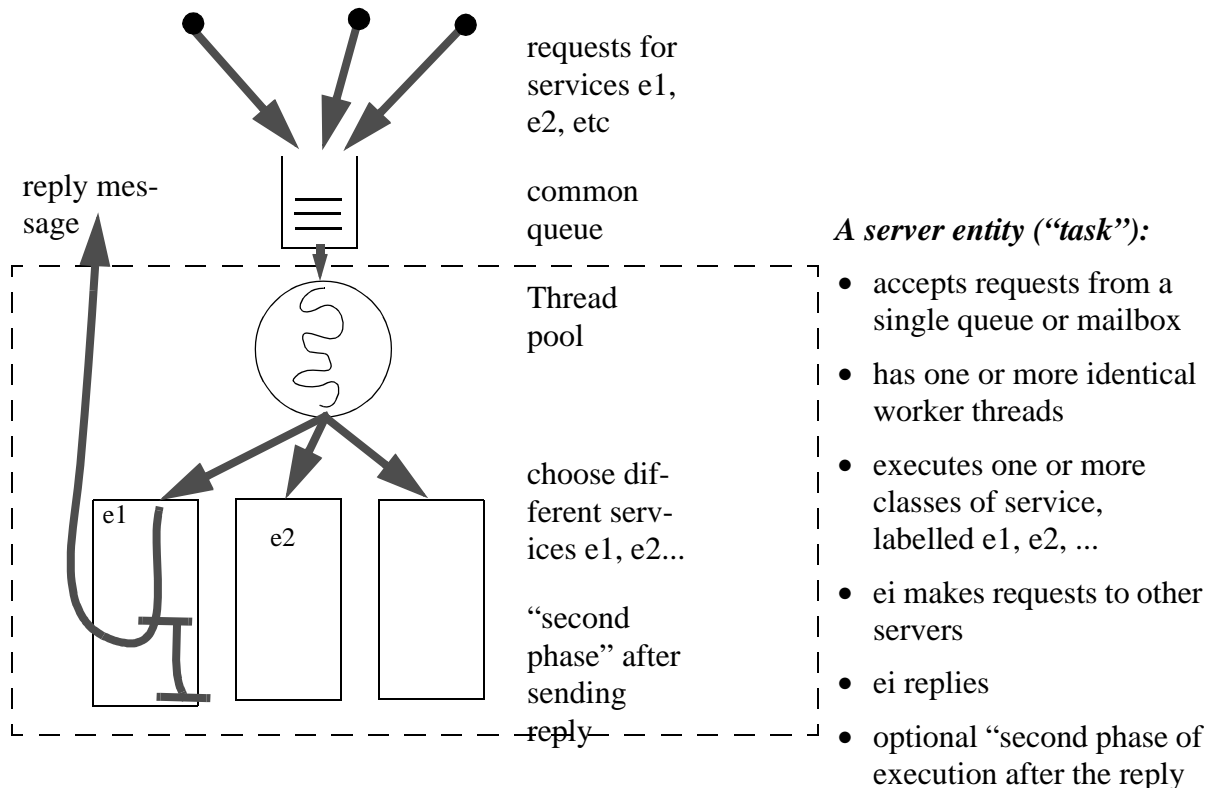 requests for
services e1,
e2, etc
reply mes-
sage
common
queue
Thread
pool
choose dif-
ferent serv-
ices e1, e2...
e1
e2
“second
phase” after
sending
reply
A server entity (“task”):
• accepts requests from a
single queue or mailbox
• has one or more identical
worker threads
• executes one or more
classes of service,
labelled e1, e2, ...
• ei makes requests to other
servers
• ei replies
• optional “second phase of
execution after the reply